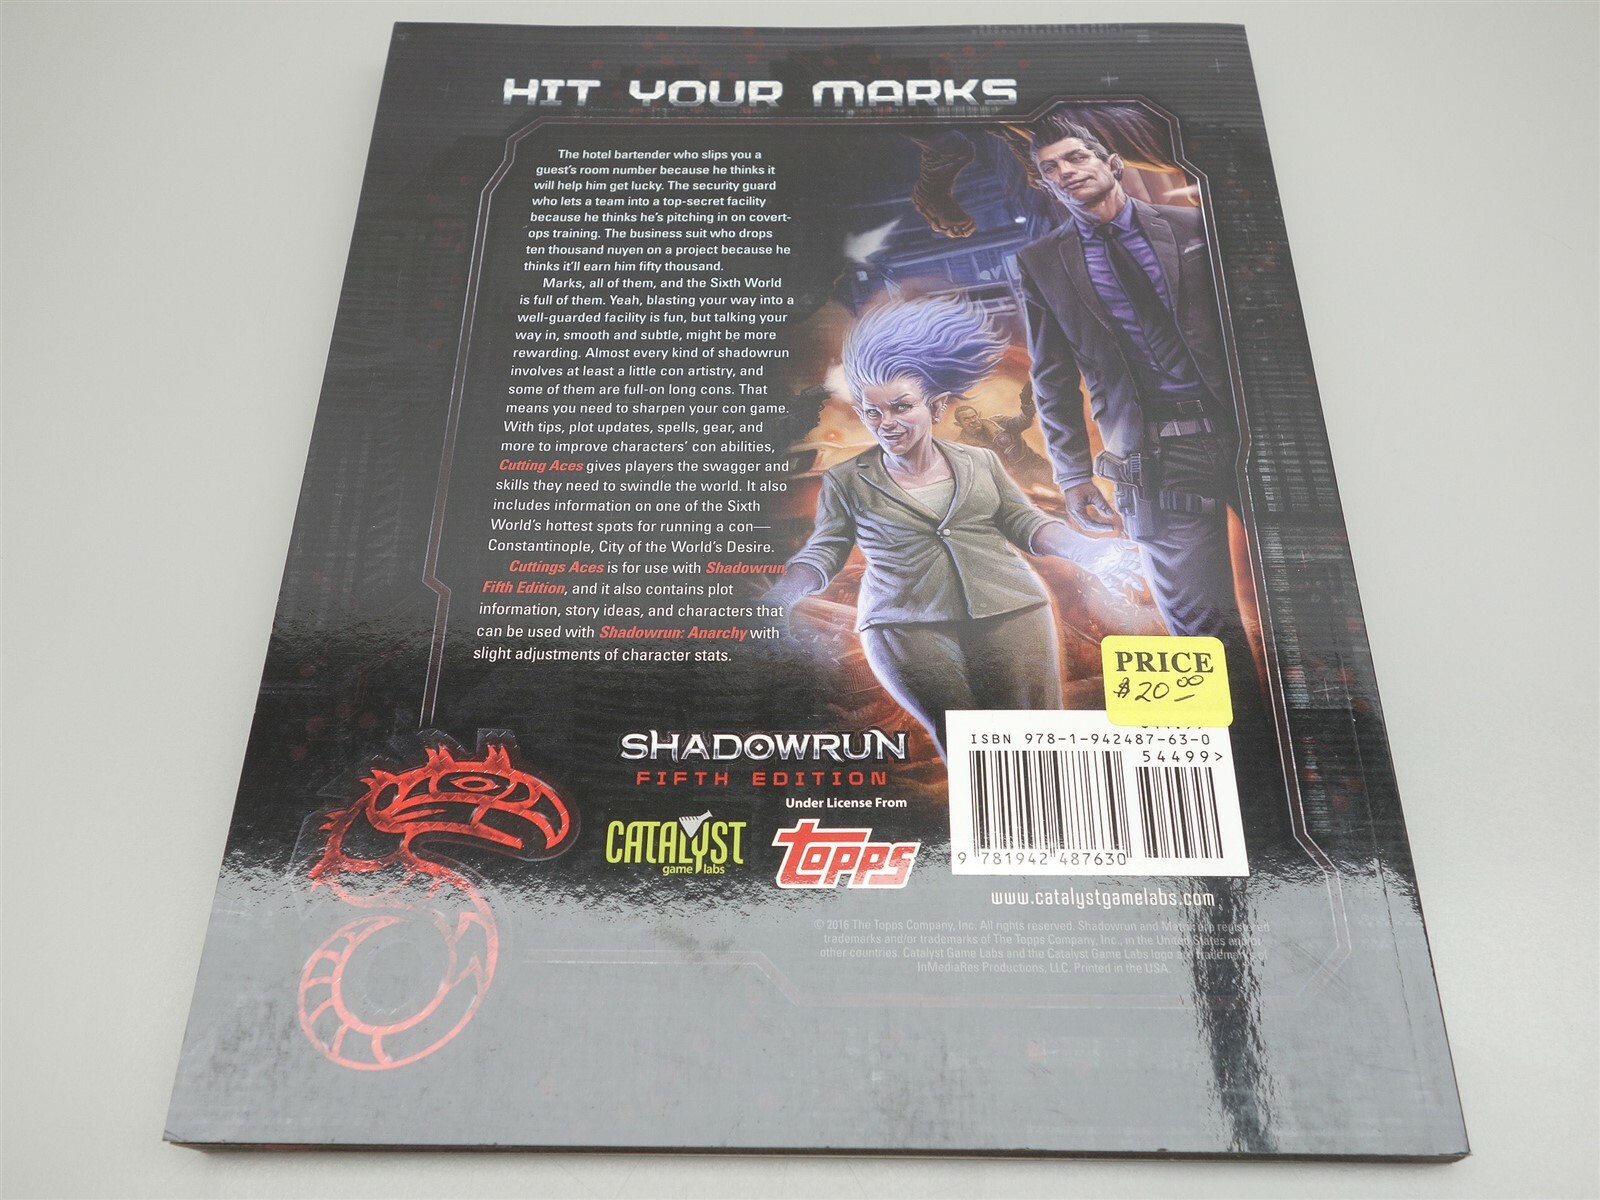 HIT YOUR MARKS
The hotel bartender who slips you a
guest's room number because he thinks it
will help him get lucky. The security guard
who lets a team into a top-secret facility
because he thinks he's pitching in on covert-
ops training. The business suit who drops
ten thousand nuyen on a project because he
thinks it'll earn him fifty thousand.
Marks, all of them, and the Sixth World
is full of them. Yeah, blasting your way into a
well-guarded facility is fun, but talking your
way in, smooth and subtle, might be more
rewarding. Almost every kind of shadowrun
involves at least a little con artistry, and
some of them are full-on long cons. That
means you need to sharpen your con game.
With tips, plot updates, spells, gear, and
more to improve characters' con abilities,
Cutting Aces gives players the swagger and
skills they need to swindle the world. It also
includes information on one of the Sixth
World's hottest spots for running a con—
Constantinople, City of the World's Desire.
Cuttings Aces is for use with Shadowrun,
Fifth Edition, and it also contains plot
information, story ideas, and characters that
can be used with Shadowrun: Anarchy with
slight adjustments of character stats.
PRICE
$20.00
SHADOWRUN
FIFTH EDITION
Under License From
CATALYST
game labs
topps
ISBN 978-1-942487-63-0
54499>
9 781942 487630
www.catalystgamelabs.com
© 2016 The Topps Company, Inc. All rights reserved. Shadowrun and Matrix are registered
trademarks and/or trademarks of The Topps Company, Inc., in the United States and/or
other countries. Catalyst Game Labs and the Catalyst Game Labs logo are trademarks of
InMediaRes Productions, LLC. Printed in the USA.